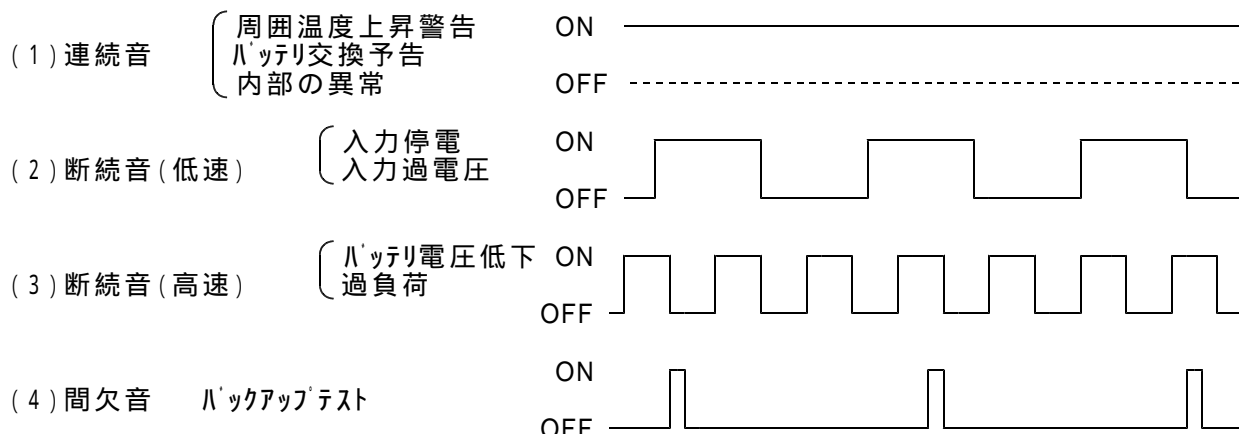 周囲温度上昇警告 ON
(1)連続音 ﾊﾞｯﾃﾘ交換予告
内部の異常 OFF
入力停電 ON
(2)断続音(低速) 入力過電圧
OFF
ﾊﾞｯﾃﾘ電圧低下 ON
(3)断続音(高速) 過負荷
OFF
ON
(4)間欠音 ﾊﾞｯｸｱｯﾌﾟﾃｽﾄ
OFF